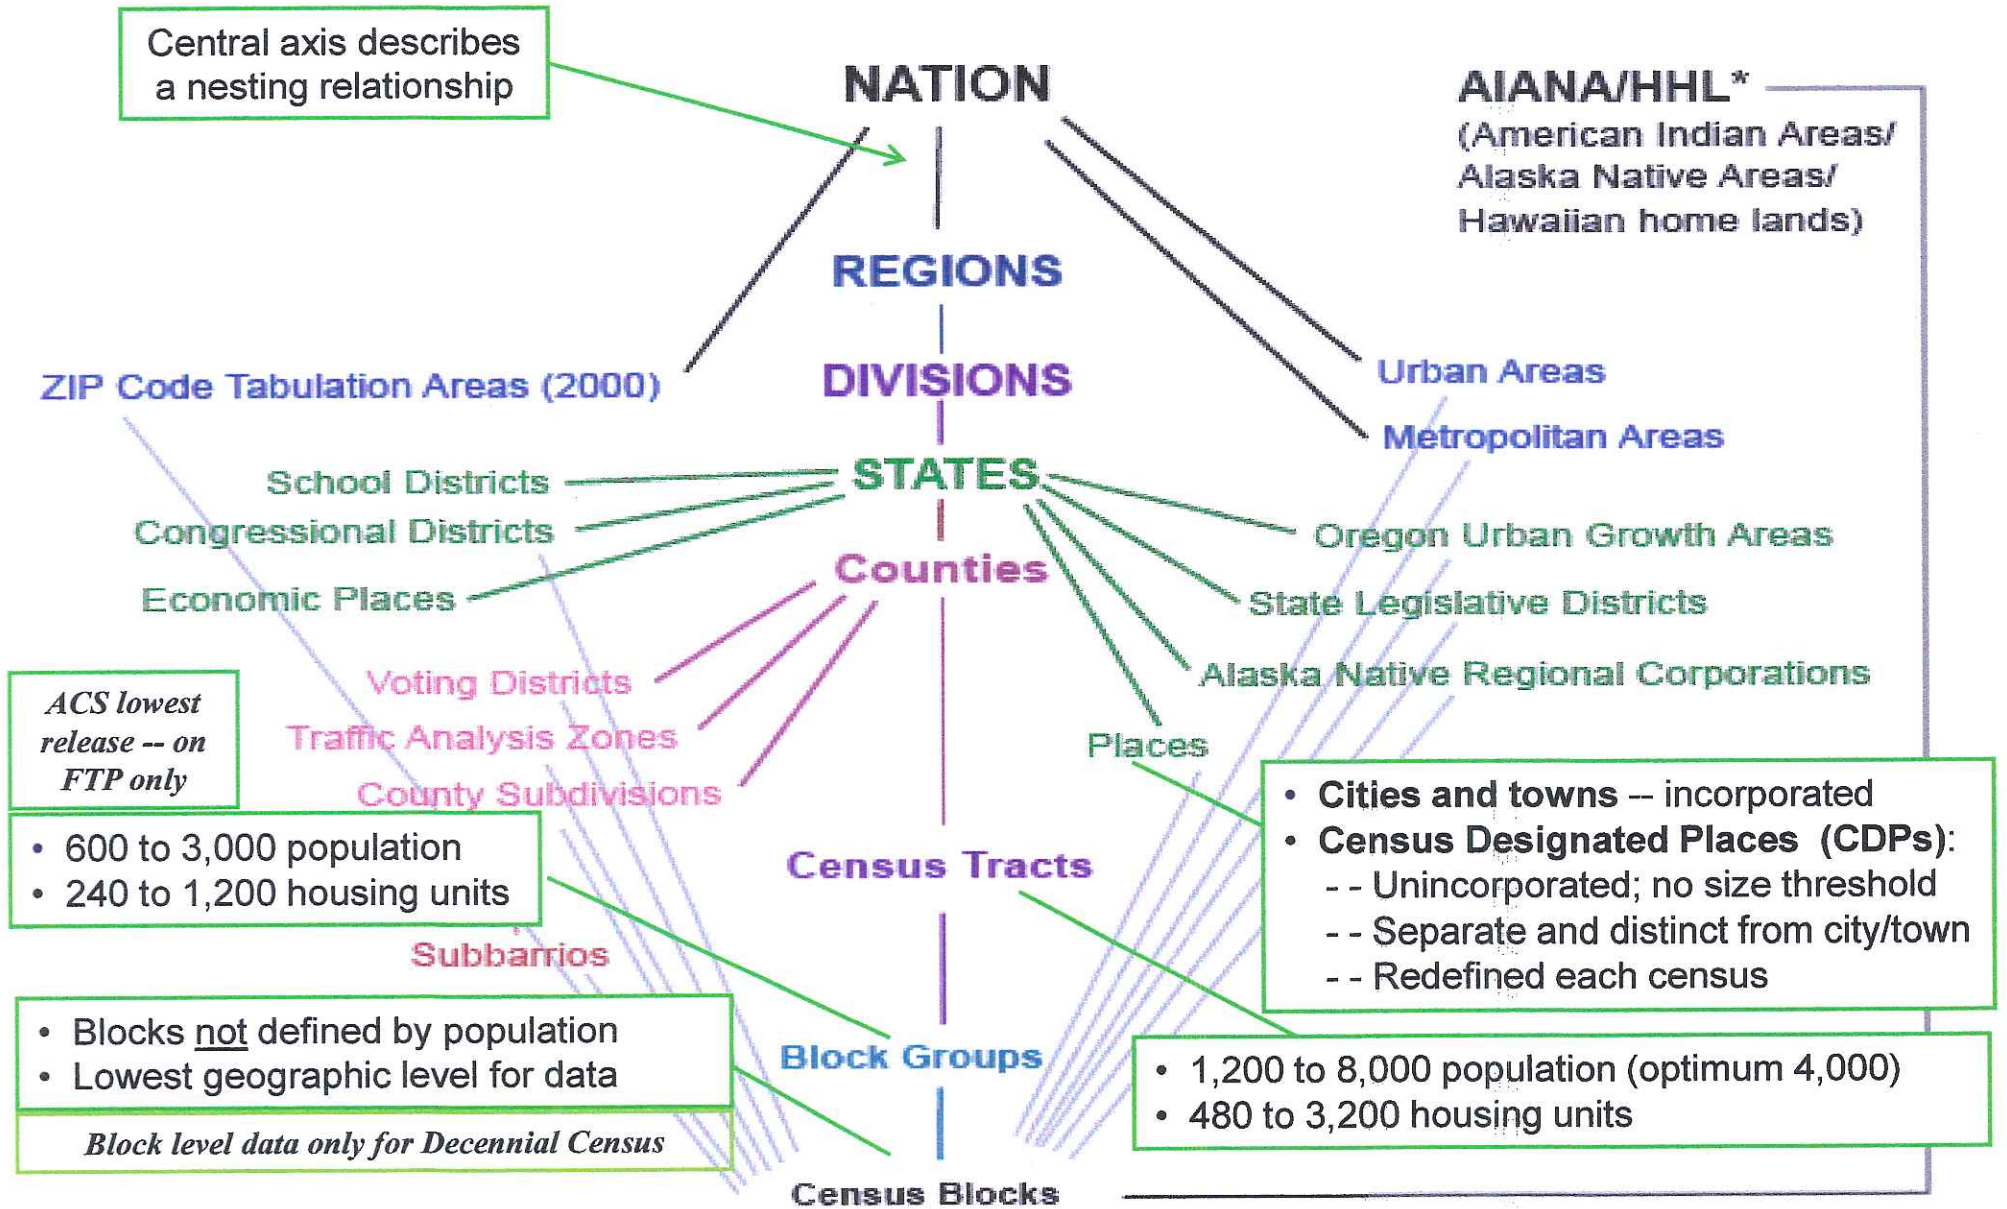 Central axis describes
a nesting relationship
NATION
AIANA/HHL*
(American Indian Areas/
Alaska Native Areas/
Hawaiian home lands)
REGIONS
ZIP Code Tabulation Areas (2000)
DIVISIONS
Urban Areas
Metropolitan Areas
School Districts
STATES
Congressional Districts
Oregon Urban Growth Areas
Counties
Economic Places
State Legislative Districts
Voting Districts
Alaska Native Regional Corporations
ACS lowest
release -- on
FTP only
Traffic Analysis Zones
Places
County Subdivisions
• Cities and towns -- incorporated
• Census Designated Places (CDPs):
- - Unincorporated; no size threshold
- - Separate and distinct from city/town
- - Redefined each census
• 600 to 3,000 population
• 240 to 1,200 housing units
Census Tracts
Subbarrios
• Blocks not defined by population
• Lowest geographic level for data
Block Groups
• 1,200 to 8,000 population (optimum 4,000)
• 480 to 3,200 housing units
Block level data only for Decennial Census
Census Blocks